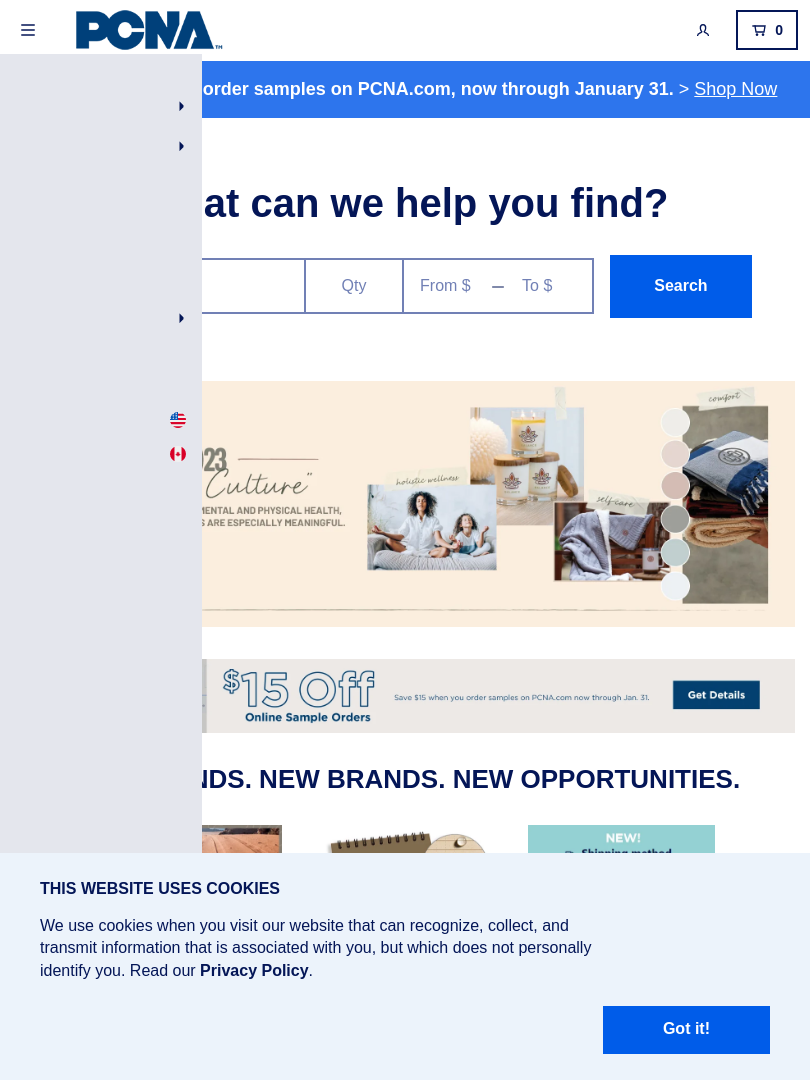 PCNA™
0
order samples on PCNA.com, now through January 31. > Shop Now
at can we help you find?
Qty
From $ – To $
Search
comfort
23
Culture"
holistic wellness
selfcare
MENTAL AND PHYSICAL HEALTH,
S ARE ESPECIALLY MEANINGFUL.
$15 Off
Online Sample Orders
Save $15 when you order samples on PCNA.com now through Jan. 31.
Get Details
NDS. NEW BRANDS. NEW OPPORTUNITIES.
NEW!
Shipping method
THIS WEBSITE USES COOKIES
We use cookies when you visit our website that can recognize, collect, and
transmit information that is associated with you, but which does not personally
identify you. Read our Privacy Policy.
Got it!